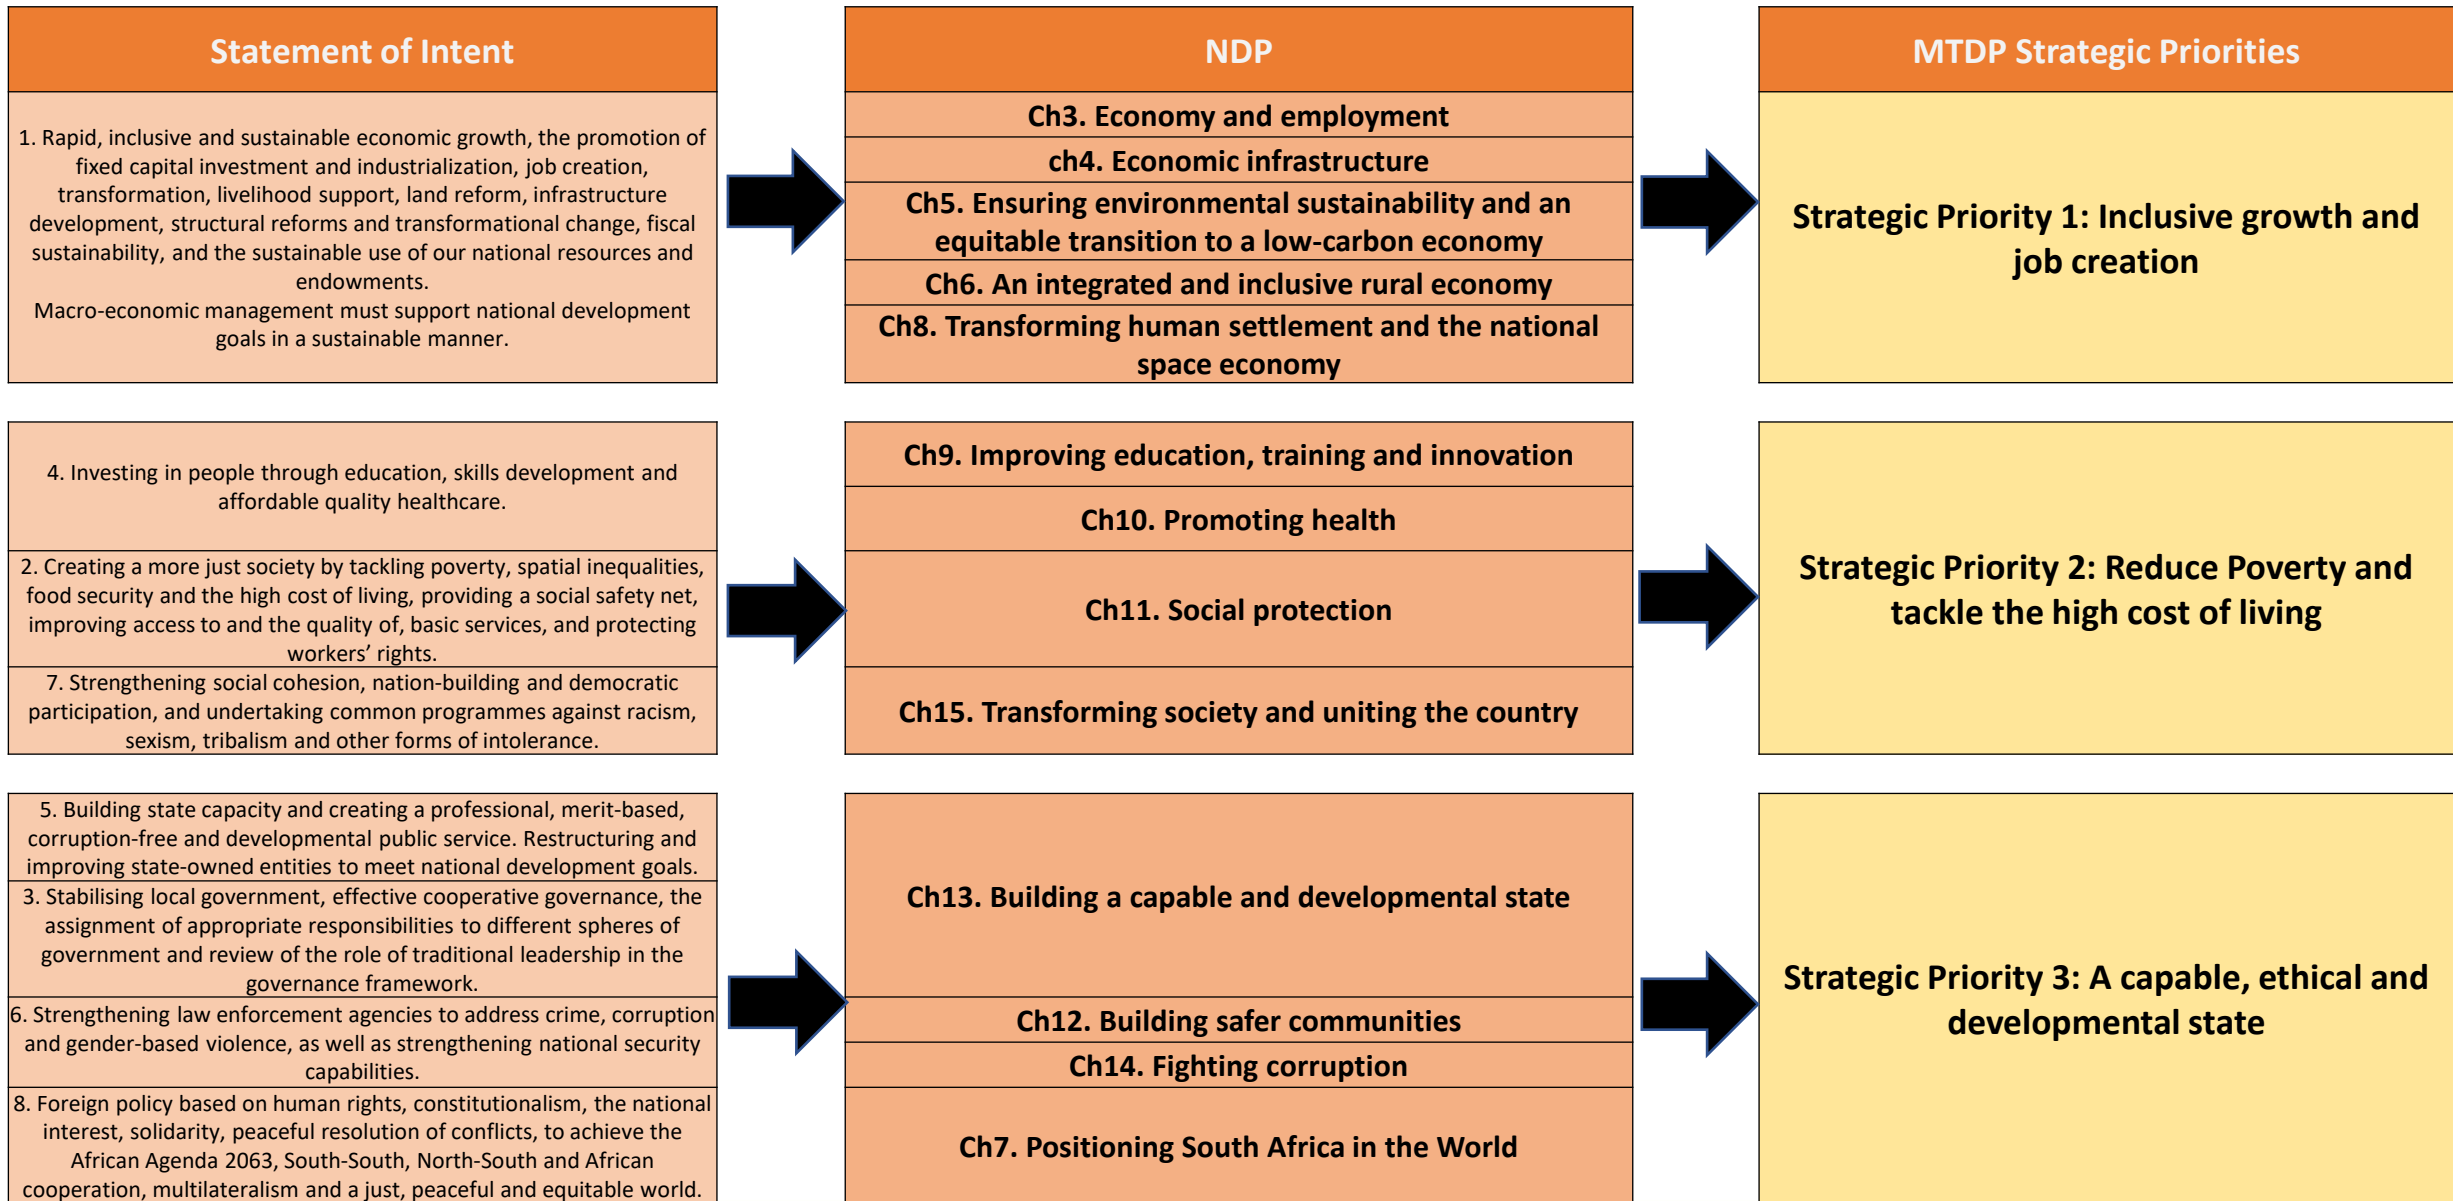 Statement of Intent
NDP
MTDP Strategic Priorities
1. Rapid, inclusive and sustainable economic growth, the promotion of
fixed capital investment and industrialization, job creation,
transformation, livelihood support, land reform, infrastructure
development, structural reforms and transformational change, fiscal
sustainability, and the sustainable use of our national resources and
endowments.
Macro-economic management must support national development
goals in a sustainable manner.
Ch3. Economy and employment
ch4. Economic infrastructure
Ch5. Ensuring environmental sustainability and an
equitable transition to a low-carbon economy
Ch6. An integrated and inclusive rural economy
Ch8. Transforming human settlement and the national
space economy
Strategic Priority 1: Inclusive growth and
job creation
4. Investing in people through education, skills development and
affordable quality healthcare.
2. Creating a more just society by tackling poverty, spatial inequalities,
food security and the high cost of living, providing a social safety net,
improving access to and the quality of, basic services, and protecting
workers’ rights.
7. Strengthening social cohesion, nation-building and democratic
participation, and undertaking common programmes against racism,
sexism, tribalism and other forms of intolerance.
Ch9. Improving education, training and innovation
Ch10. Promoting health
Ch11. Social protection
Ch15. Transforming society and uniting the country
Strategic Priority 2: Reduce Poverty and
tackle the high cost of living
5. Building state capacity and creating a professional, merit-based,
corruption-free and developmental public service. Restructuring and
improving state-owned entities to meet national development goals.
3. Stabilising local government, effective cooperative governance, the
assignment of appropriate responsibilities to different spheres of
government and review of the role of traditional leadership in the
governance framework.
6. Strengthening law enforcement agencies to address crime, corruption
and gender-based violence, as well as strengthening national security
capabilities.
8. Foreign policy based on human rights, constitutionalism, the national
interest, solidarity, peaceful resolution of conflicts, to achieve the
African Agenda 2063, South-South, North-South and African
cooperation, multilateralism and a just, peaceful and equitable world.
Ch13. Building a capable and developmental state
Ch12. Building safer communities
Ch14. Fighting corruption
Ch7. Positioning South Africa in the World
Strategic Priority 3: A capable, ethical and
developmental state